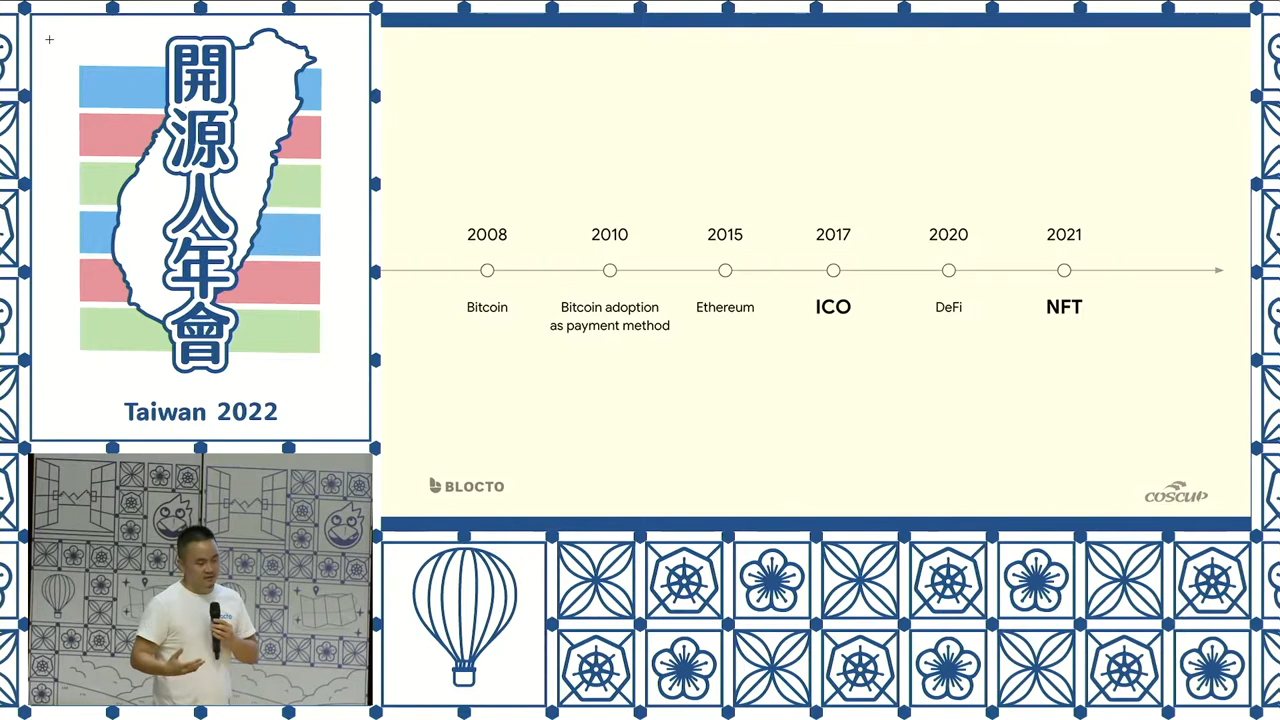 開源人年會
Taiwan 2022
2008
2010
2015
2017
2020
2021
Bitcoin
Bitcoin adoption
as payment method
Ethereum
ICO
DeFi
NFT
BLOCTO
COSCUP
BLOCTO